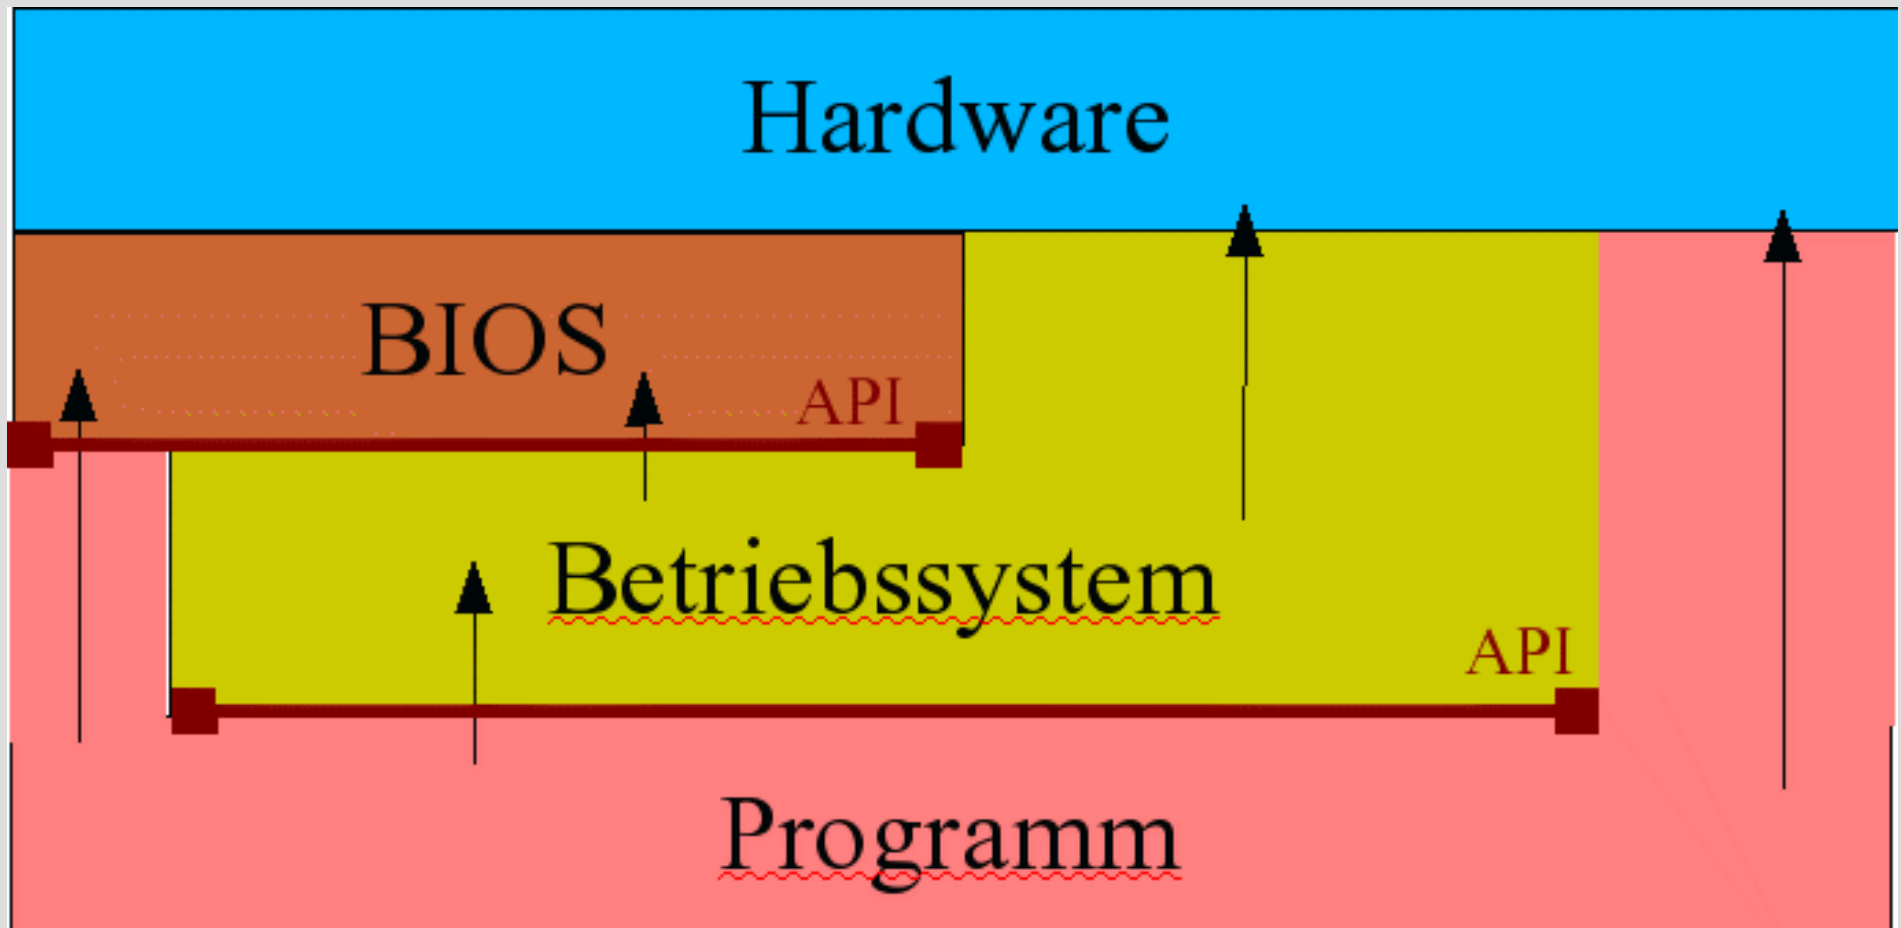 Hardware
BIOS
API
Betriebssystem
API
Programm